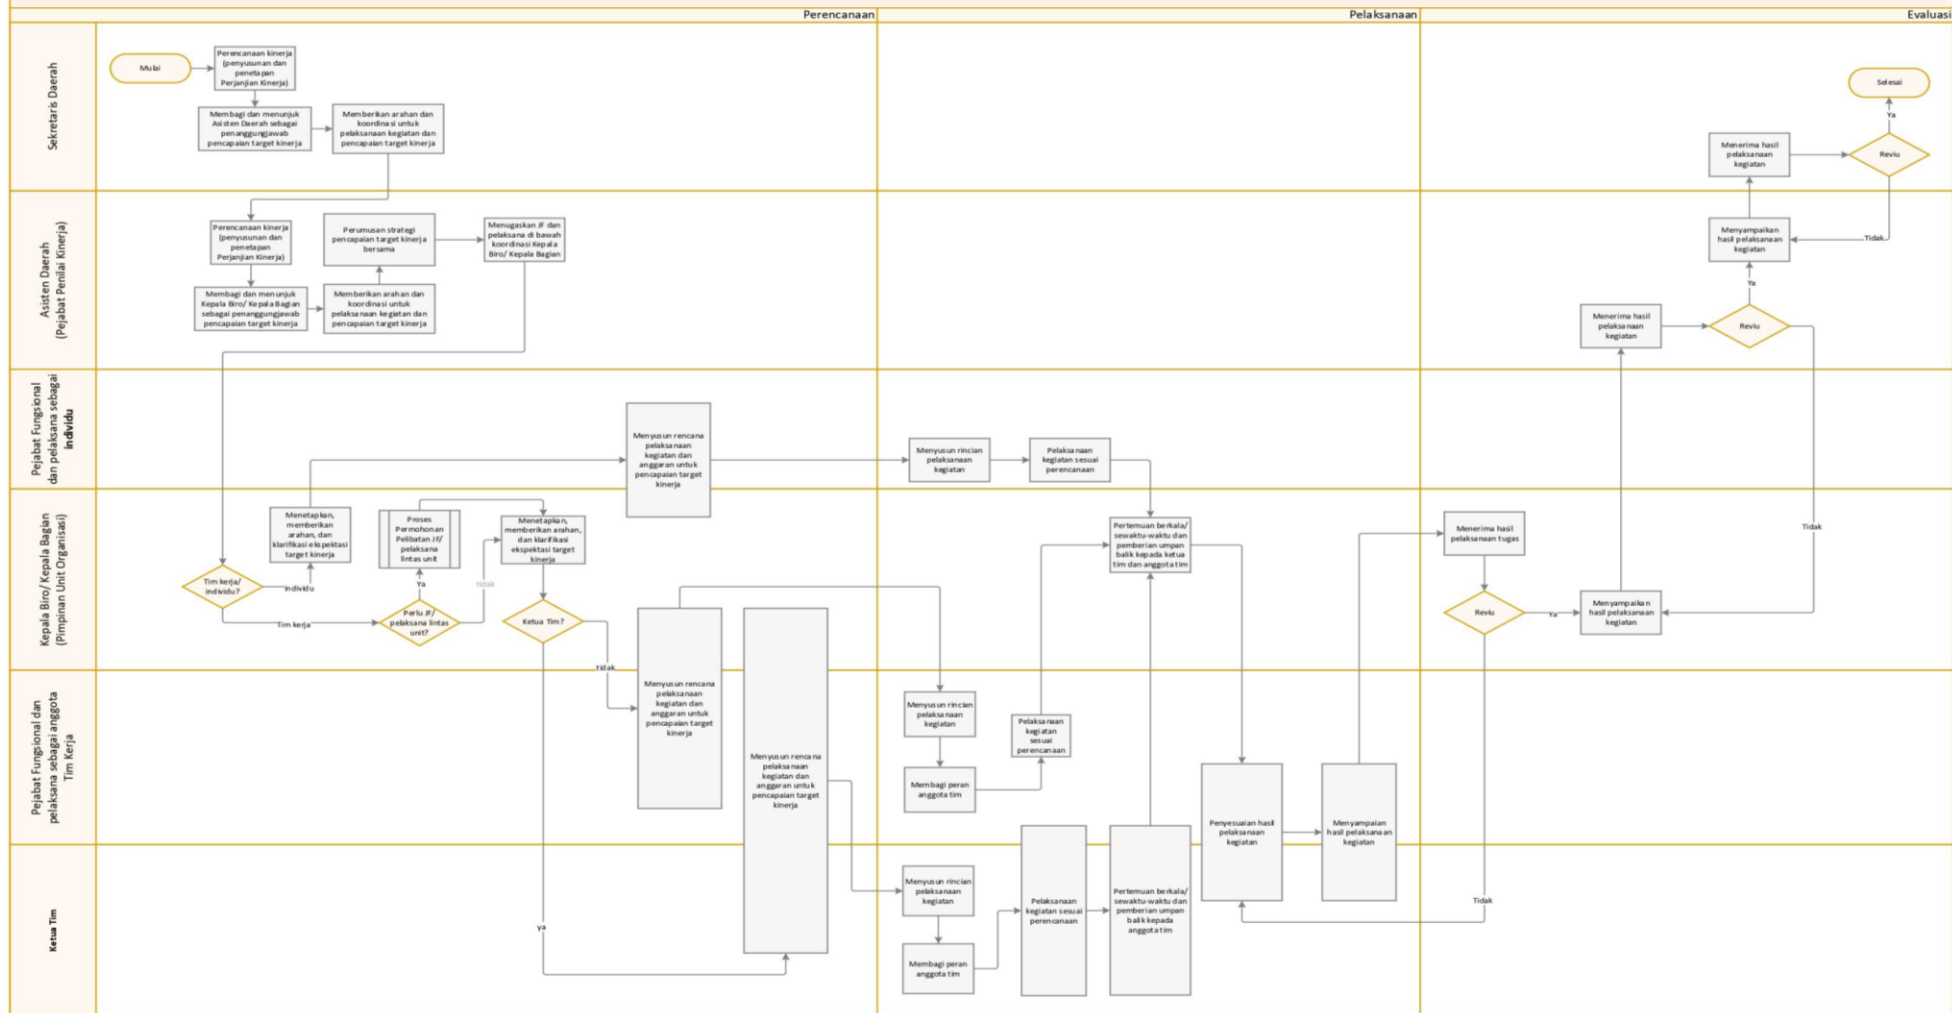 Perencanaan
Pelaksanaan
Evaluasi
Sekretaris Daerah
Mulai
Perencanaan kinerja
(penyusunan dan
penetapan
Perjanjian Kinerja)
Membagi dan menunjuk
Asisten Daerah sebagai
penanggungjawab
pencapaian target kinerja
Memberikan arahan dan
koordinasi untuk
pelaksanaan kegiatan dan
pencapaian target kinerja
Selesai
Ya
Menerima hasil
pelaksanaan
kegiatan
Reviu
Asisten Daerah
(Pejabat Penilai Kinerja)
Perencanaan kinerja
(penyusunan dan
penetapan
Perjanjian Kinerja)
Perumusan strategi
pencapaian target kinerja
bersama
Menugaskan JF dan
pelaksana di bawah
koordinasi Kepala
Biro/ Kepala Bagian
Membagi dan menunjuk
Kepala Biro/ Kepala Bagian
sebagai penanggungjawab
pencapaian target kinerja
Memberikan arahan dan
koordinasi untuk
pelaksanaan kegiatan dan
pencapaian target kinerja
Menyampaikan
hasil pelaksanaan
kegiatan
Tidak
Ya
Menerima hasil
pelaksanaan
kegiatan
Reviu
Pejabat Fungsional
dan pelaksana sebagai
individu
Menyusun rencana
pelaksanaan
kegiatan dan
anggaran untuk
pencapaian target
kinerja
Menyusun rincian
pelaksanaan
kegiatan
Pelaksanaan
kegiatan sesuai
perencanaan
Kepala Biro/ Kepala Bagian
(Pimpinan Unit Organisasi)
Menetapkan,
memberikan
arahan, dan
klarifikasi ekspektasi
target kinerja
Proses
Permohonan
Pelibatan JF/
pelaksana
lintas unit
Menetapkan,
memberikan arahan,
dan klarifikasi
ekspektasi target
kinerja
Tim kerja/
individu?
individu
Tim kerja
Ya
tidak
Perlu JF/
pelaksana lintas
unit?
Ketua Tim?
tidak
Pertemuan berkala/
sewaktu-waktu dan
pemberian umpan
balik kepada ketua
tim dan anggota tim
Menerima hasil
pelaksanaan tugas
Reviu
Ya
Menyampaikan
hasil pelaksanaan
kegiatan
Tidak
Pejabat Fungsional dan
pelaksana sebagai anggota
Tim Kerja
Menyusun rencana
pelaksanaan
kegiatan dan
anggaran untuk
pencapaian target
kinerja
Menyusun rencana
pelaksanaan
kegiatan dan
anggaran untuk
pencapaian target
kinerja
Menyusun rincian
pelaksanaan
kegiatan
Membagi peran
anggota tim
Pelaksanaan
kegiatan
sesuai
perencanaan
Penyesuaian hasil
pelaksanaan
kegiatan
Menyampaian
hasil pelaksanaan
kegiatan
Ketua Tim
ya
Menyusun rincian
pelaksanaan
kegiatan
Membagi peran
anggota tim
Pelaksanaan
kegiatan sesuai
perencanaan
Pertemuan berkala/
sewaktu-waktu dan
pemberian umpan
balik kepada
anggota tim
Tidak